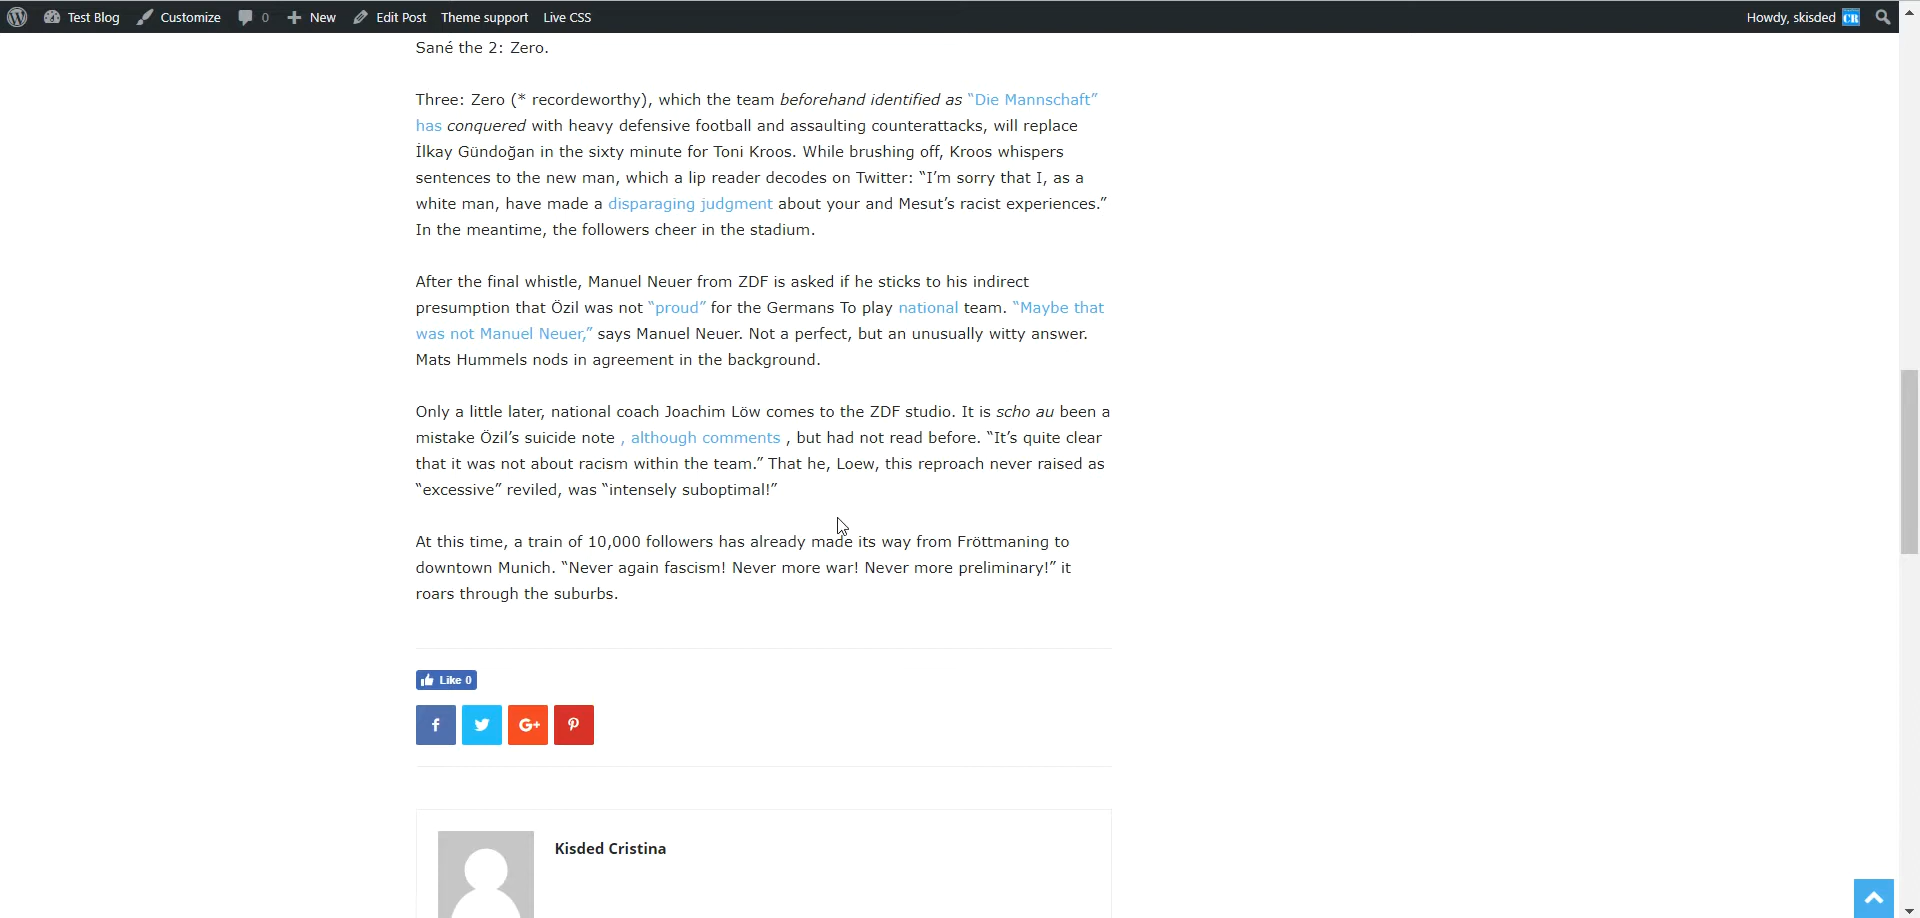 Test Blog Customize 0 New Edit Post Theme support Live CSS Howdy, skisded CR
Sané the 2: Zero.
Three: Zero (* recordeworthy), which the team beforehand identified as “Die Mannschaft”
has conquered with heavy defensive football and assaulting counterattacks, will replace
İlkay Gündoğan in the sixty minute for Toni Kroos. While brushing off, Kroos whispers
sentences to the new man, which a lip reader decodes on Twitter: “I’m sorry that I, as a
white man, have made a disparaging judgment about your and Mesut’s racist experiences.”
In the meantime, the followers cheer in the stadium.
After the final whistle, Manuel Neuer from ZDF is asked if he sticks to his indirect
presumption that Özil was not “proud” for the Germans To play national team. “Maybe that
was not Manuel Neuer,” says Manuel Neuer. Not a perfect, but an unusually witty answer.
Mats Hummels nods in agreement in the background.
Only a little later, national coach Joachim Löw comes to the ZDF studio. It is scho au been a
mistake Özil’s suicide note , although comments , but had not read before. “It’s quite clear
that it was not about racism within the team.” That he, Loew, this reproach never raised as
“excessive” reviled, was “intensely suboptimal!”
At this time, a train of 10,000 followers has already made its way from Fröttmaning to
downtown Munich. “Never again fascism! Never more war! Never more preliminary!” it
roars through the suburbs.
Like 0
f G+
Kisded Cristina